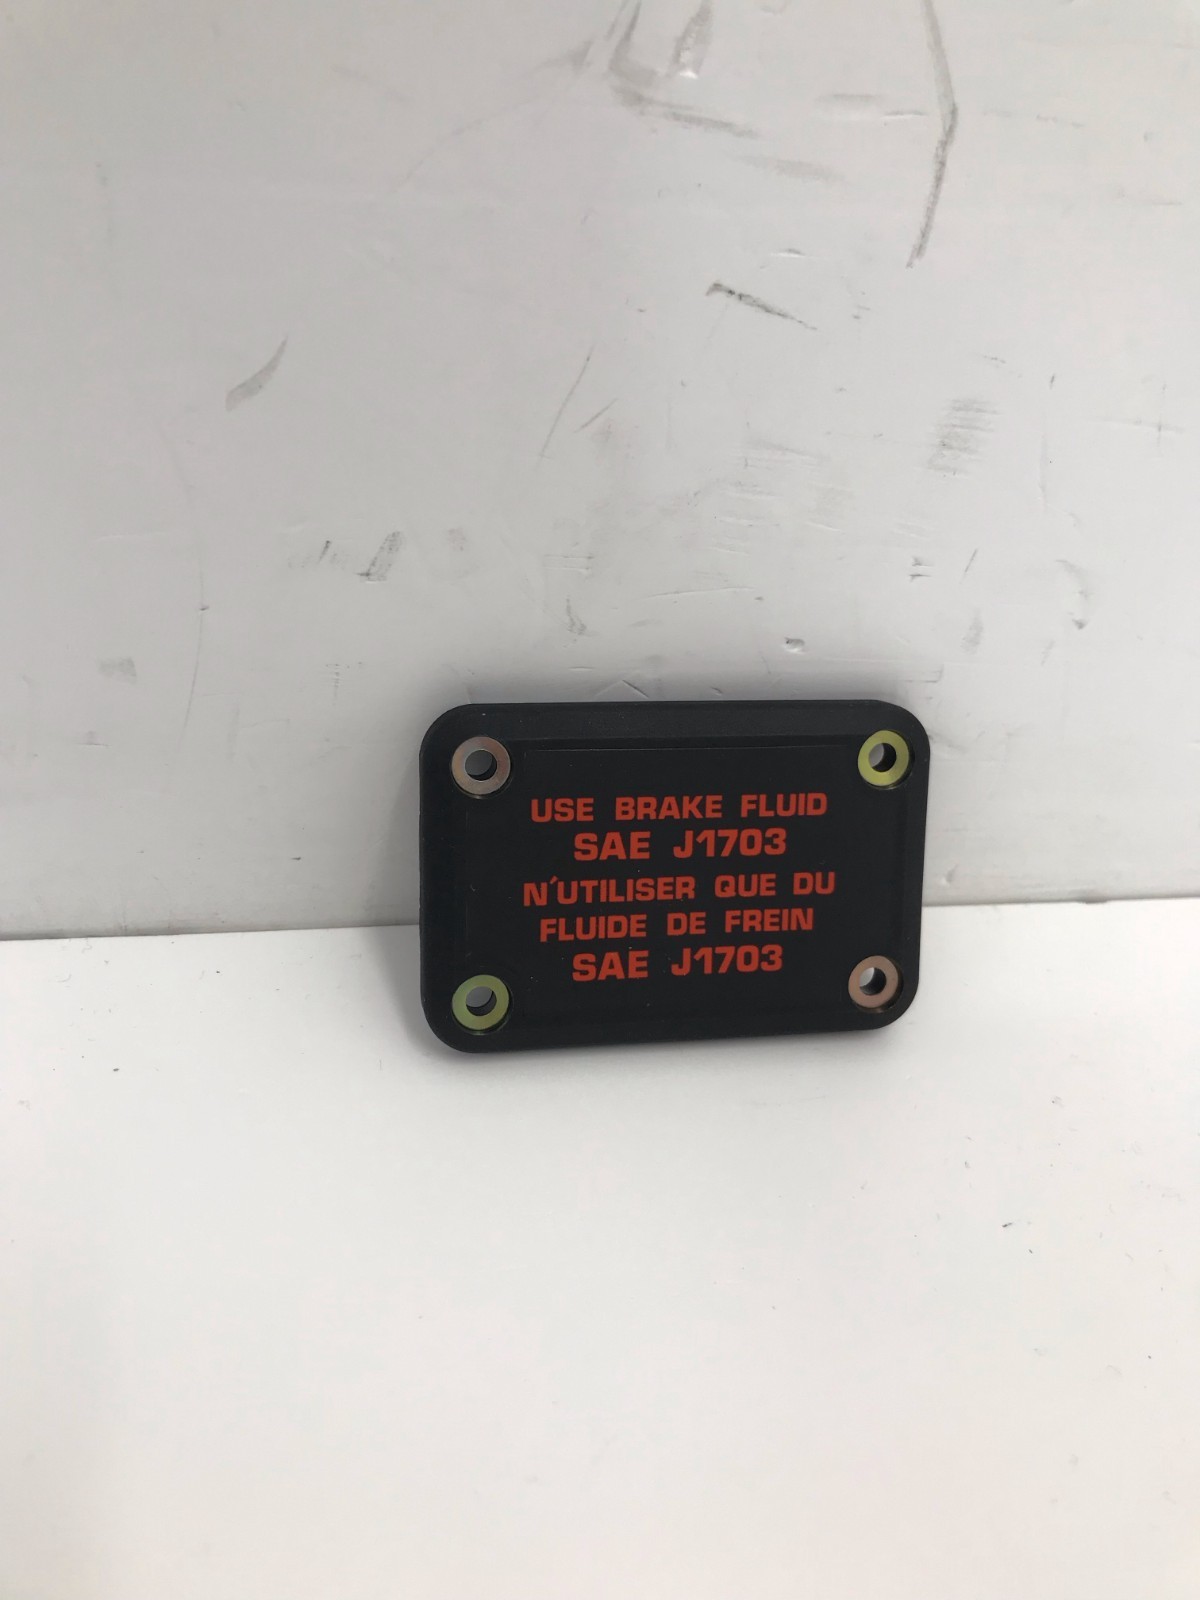 USE BRAKE FLUID
SAE J1703
N'UTILISER QUE DU
FLUIDE DE FREIN
SAE J1703